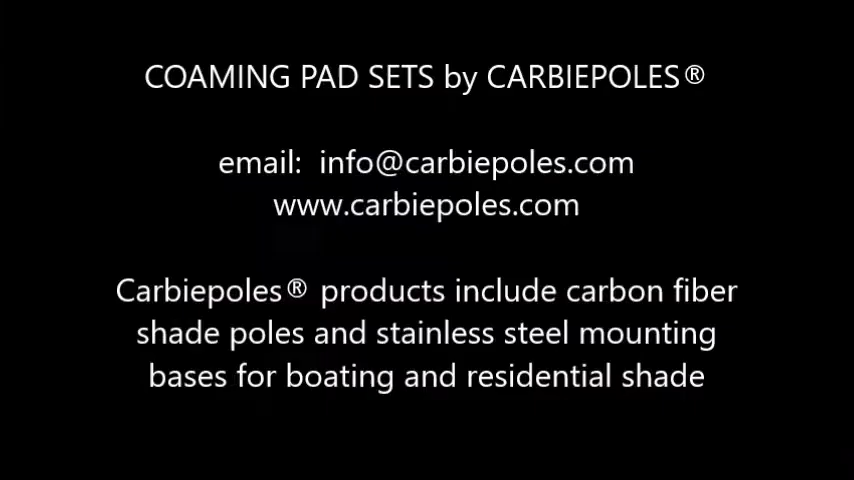 COAMING PAD SETS by CARBIEPOLES®
email: info@carbiepoles.com
www.carbiepoles.com
Carbiepoles® products include carbon fiber
shade poles and stainless steel mounting
bases for boating and residential shade